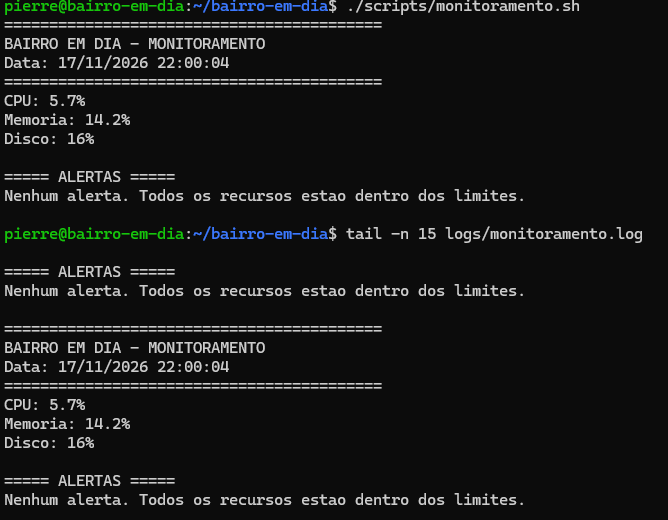 pierre@bairro-em-dia:~/bairro-em-dia$ ./scripts/monitoramento.sh
==========================================
BAIRRO EM DIA - MONITORAMENTO
Data: 17/11/2026 22:00:04
==========================================
CPU: 5.7%
Memoria: 14.2%
Disco: 16%
===== ALERTAS =====
Nenhum alerta. Todos os recursos estao dentro dos limites.
pierre@bairro-em-dia:~/bairro-em-dia$ tail -n 15 logs/monitoramento.log
===== ALERTAS =====
Nenhum alerta. Todos os recursos estao dentro dos limites.
==========================================
BAIRRO EM DIA - MONITORAMENTO
Data: 17/11/2026 22:00:04
==========================================
CPU: 5.7%
Memoria: 14.2%
Disco: 16%
===== ALERTAS =====
Nenhum alerta. Todos os recursos estao dentro dos limites.